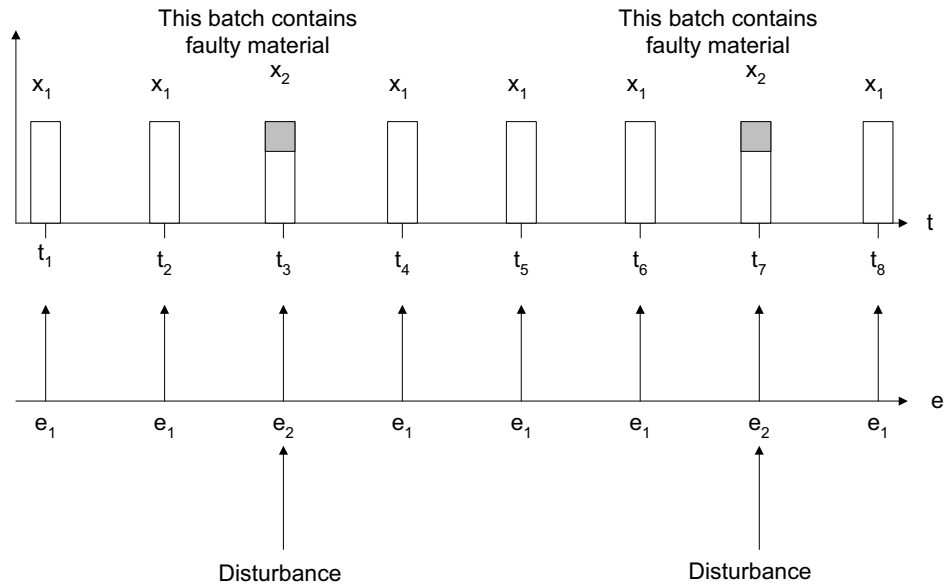 This batch contains
faulty material
This batch contains
faulty material
x₁ x₁ x₂ x₁ x₁ x₁ x₂ x₁
t
t₁ t₂ t₃ t₄ t₅ t₆ t₇ t₈
e
e₁ e₁ e₂ e₁ e₁ e₁ e₂ e₁
Disturbance Disturbance